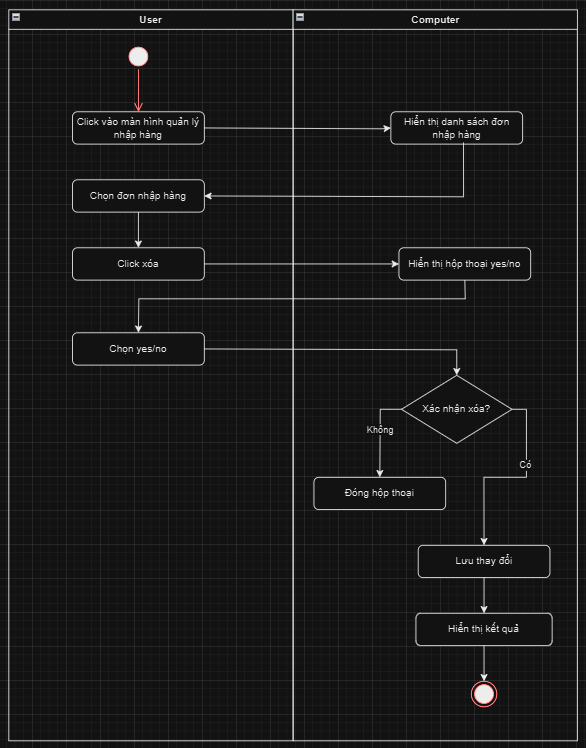 User
Computer
Click vào màn hình quản lý
nhập hàng
Hiển thị danh sách đơn
nhập hàng
Chọn đơn nhập hàng
Click xóa
Hiển thị hộp thoại yes/no
Chọn yes/no
Xác nhận xóa?
Không
Có
Đóng hộp thoại
Lưu thay đổi
Hiển thị kết quả